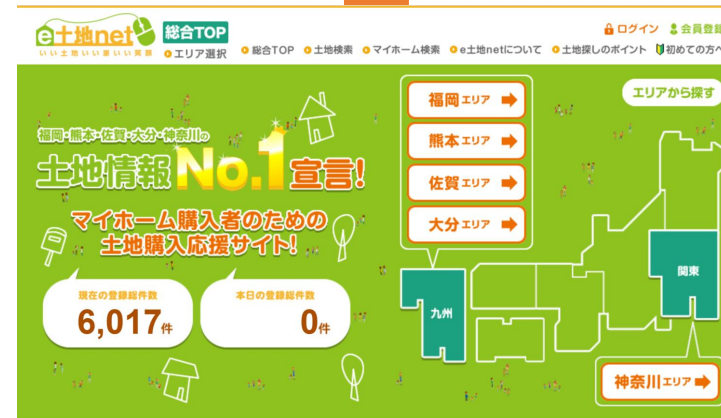 e土地net
いい土地いい家いい笑顔
総合TOP
エリア選択
ログイン
会員登録
総合TOP
土地検索
マイホーム検索
e土地netについて
土地探しのポイント
初めての方へ
福岡・熊本・佐賀・大分・神奈川の
土地情報No.1宣言!
マイホーム購入者のための
土地購入応援サイト!
現在の登録総件数
6,017件
本日の登録総件数
0件
福岡エリア
熊本エリア
佐賀エリア
大分エリア
エリアから探す
九州
関東
神奈川エリア